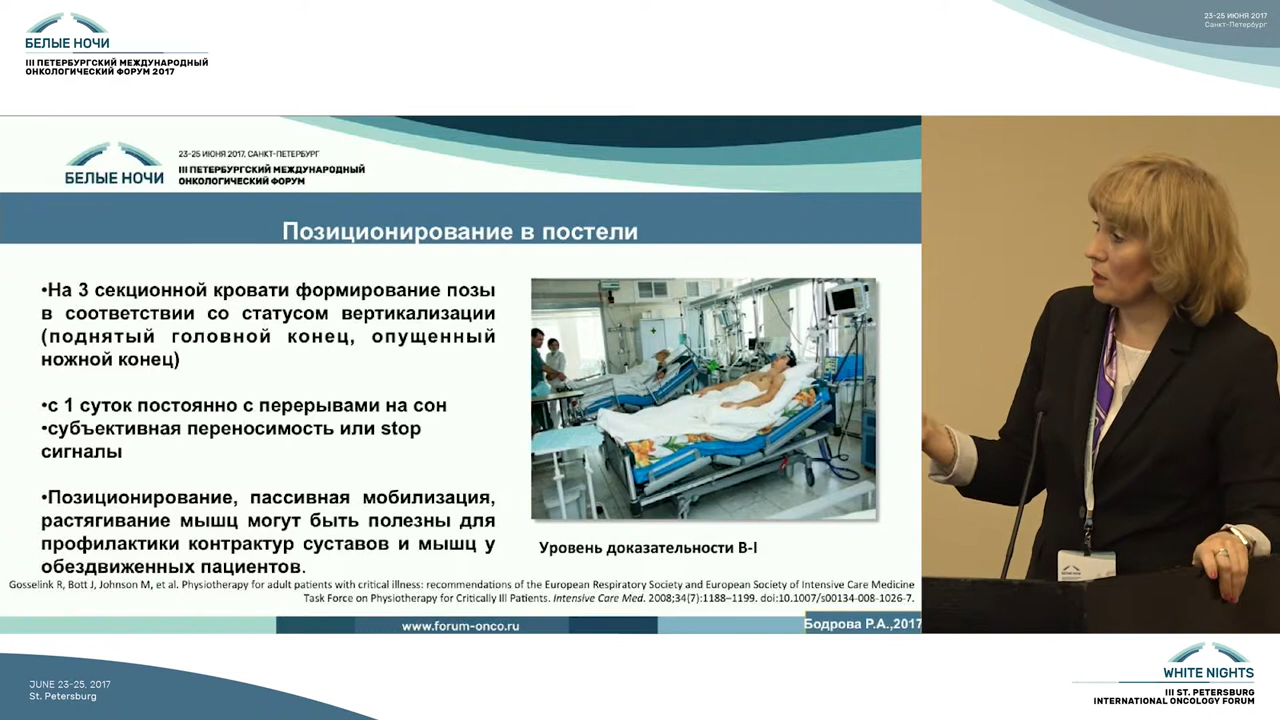 23-25 ИЮНЯ 2017
Санкт-Петербург
БЕЛЫЕ НОЧИ
III ПЕТЕРБУРГСКИЙ МЕЖДУНАРОДНЫЙ
ОНКОЛОГИЧЕСКИЙ ФОРУМ 2017
БЕЛЫЕ НОЧИ
23-25 ИЮНЯ 2017, САНКТ-ПЕТЕРБУРГ
III ПЕТЕРБУРГСКИЙ МЕЖДУНАРОДНЫЙ
ОНКОЛОГИЧЕСКИЙ ФОРУМ
Позиционирование в постели
•На 3 секционной кровати формирование позы
в соответствии со статусом вертикализации
(поднятый головной конец, опущенный
ножной конец)
•с 1 суток постоянно с перерывами на сон
•субъективная переносимость или stop
сигналы
•Позиционирование, пассивная мобилизация,
растягивание мышц могут быть полезны для
профилактики контрактур суставов и мышц у
обездвиженных пациентов.
Уровень доказательности B-I
Gosselink R, Bott J, Johnson M, et al. Physiotherapy for adult patients with critical illness: recommendations of the European Respiratory Society and European Society of Intensive Care Medicine
Task Force on Physiotherapy for Critically Ill Patients. Intensive Care Med. 2008;34(7):1188–1199. doi:10.1007/s00134-008-1026-7.
www.forum-onco.ru
Бодрова Р.А.,2017
JUNE 23-25, 2017
St. Petersburg
WHITE NIGHTS
III ST. PETERSBURG
INTERNATIONAL ONCOLOGY FORUM